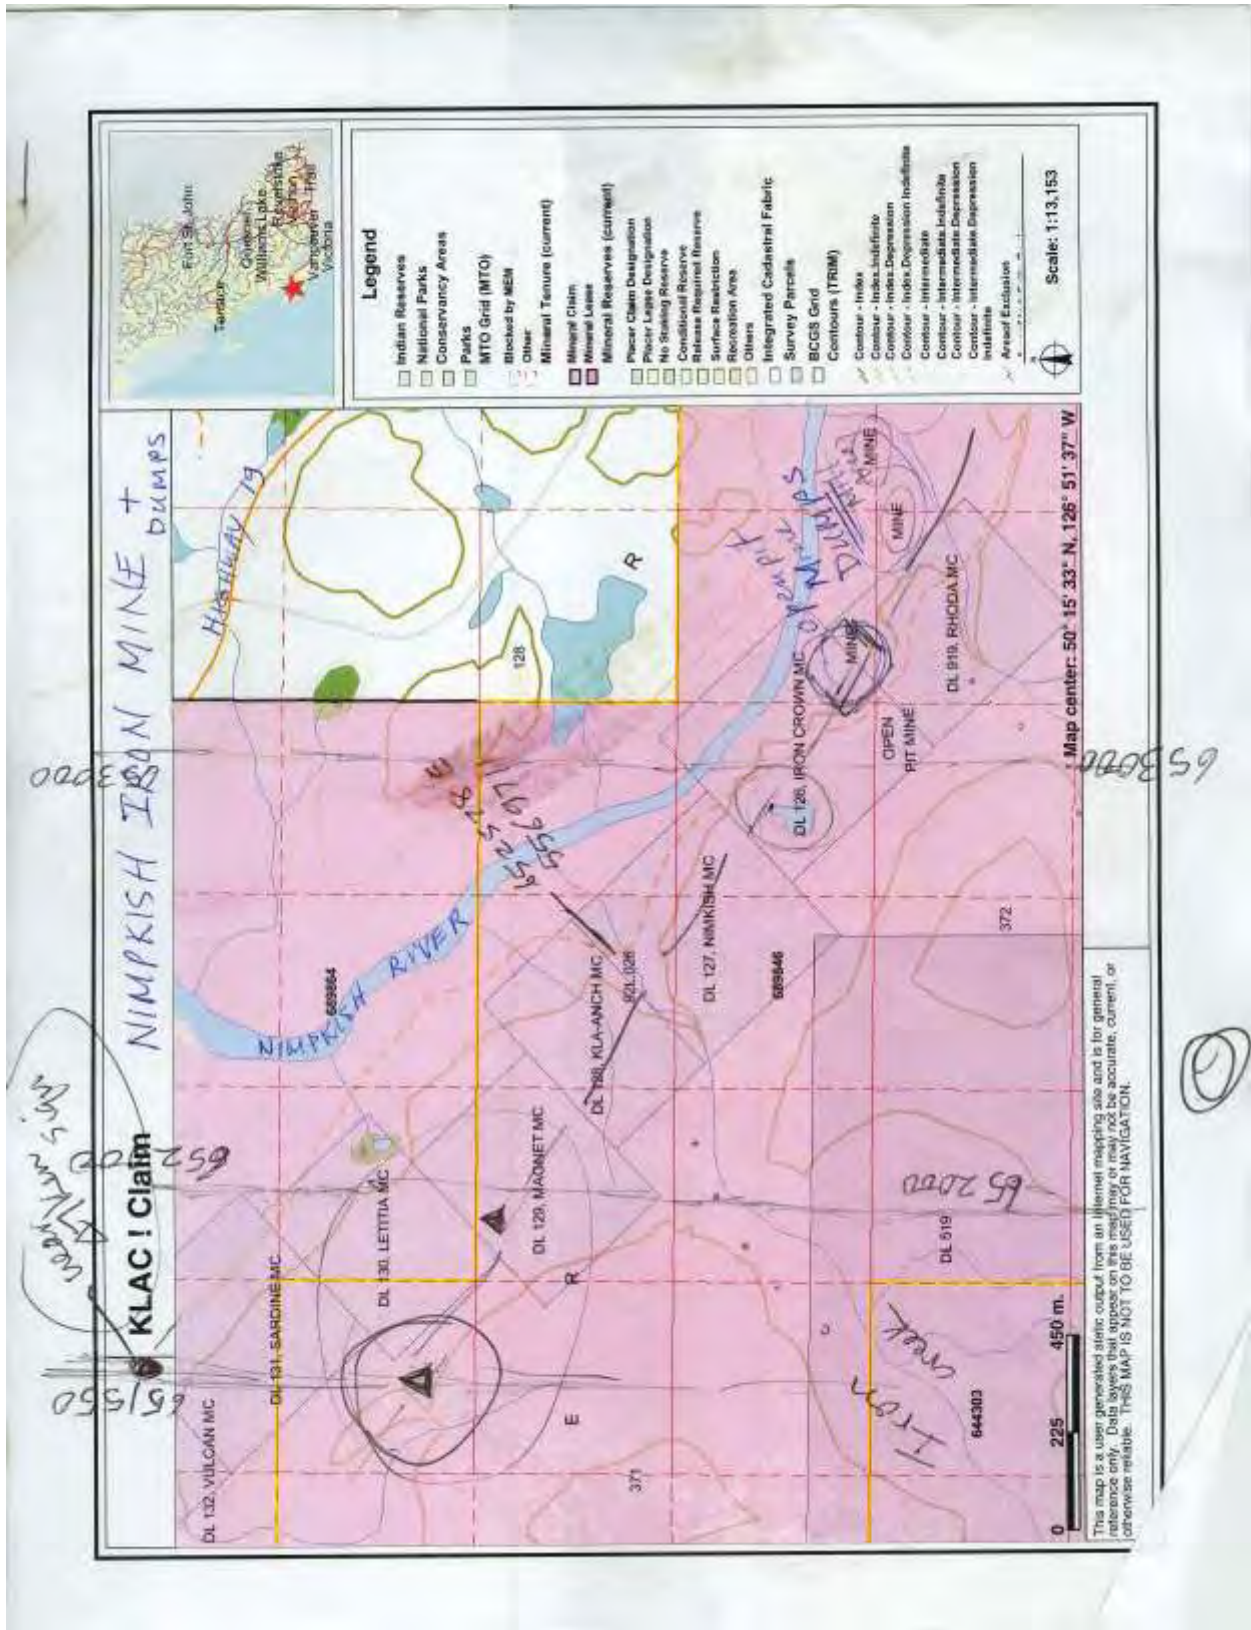 KLAC ! Claim
NIMPKISH IRON MINE +
DUMPS
651550
652000
653000
HIGHWAY 19
NIMPKISH RIVER
DL 132, VULCAN MC
DL 131, SARDINE MC
DL 130, LETITIA MC
DL 129, MAGNET MC
689864
128
R
E
R
E
371
DL 127, NIMKISH MC
92L.026
689846
DL 126, IRON CROWN MC
OPEN PIT
MINE
DUMPS
MINE
MINE
MINE
OPEN
PIT MINE
DL 919, RHODA MC
372
DL 519
652000
653000
Iron
Creek
644303
0 225 450 m.
Map center: 50° 15' 33" N, 126° 51' 37" W
This map is a user generated static output from an Internet mapping site and is for general
reference only. Data layers that appear on this map may or may not be accurate, current, or
otherwise reliable. THIS MAP IS NOT TO BE USED FOR NAVIGATION.
Fort St. John
Terrace
Quesnel
Williams Lake
Revelstoke
Vernon
Trail
Vancouver
Victoria
Legend
Indian Reserves
National Parks
Conservancy Areas
Parks
MTO Grid (MTO)
Blocked by MEM
Other
Mineral Tenure (current)
Mineral Claim
Mineral Lease
Mineral Reserves (current)
Placer Claim Designation
Placer Lease Designation
No Staking Reserve
Conditional Reserve
Release Required Reserve
Surface Restriction
Recreation Area
Others
Integrated Cadastral Fabric
Survey Parcels
BCGS Grid
Contours (TRIM)
Contour - Index
Contour - Index.Indefinite
Contour - Index.Depression
Contour - Index.Depression Indefinite
Contour - Intermediate
Contour - Intermediate.Indefinite
Contour - Intermediate.Depression
Contour - Intermediate.Depression
Indefinite
Area of Exclusion
Scale: 1:13,153